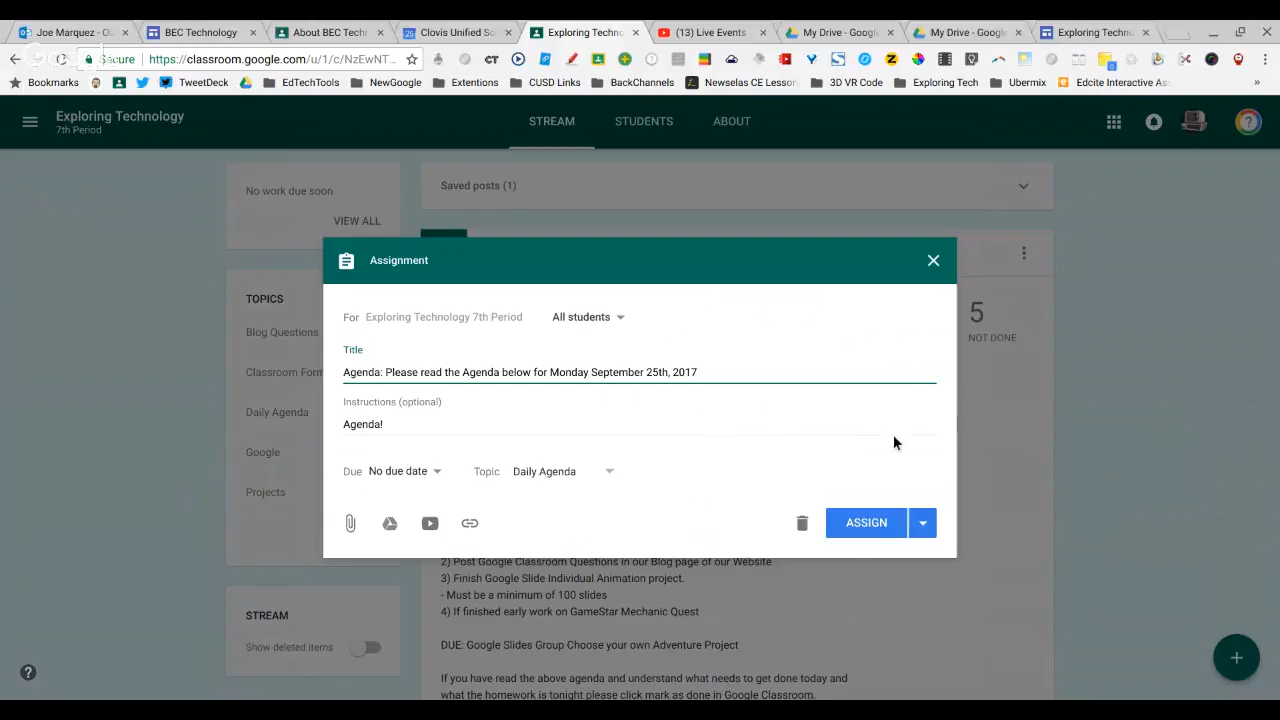 Joe Marquez - Ou
BEC Technology
About BEC Tech
25
Clovis Unified Sc
Exploring Techno
(13) Live Events
My Drive - Google
My Drive - Google
Exploring Techn
Secure
https://classroom.google.com/u/1/c/NzEwNT...
Bookmarks
TweetDeck
EdTechTools
NewGoogle
Extentions
CUSD Links
BackChannels
Newselas CE Lesson
3D VR Code
Exploring Tech
Ubermix
Edcite Interactive As
»
Exploring Technology
7th Period
STREAM
STUDENTS
ABOUT
No work due soon
VIEW ALL
Saved posts (1)
TOPICS
Blog Questions
Classroom Form
Daily Agenda
Google
Projects
5
NOT DONE
Assignment
For Exploring Technology 7th Period All students
Title
Agenda: Please read the Agenda below for Monday September 25th, 2017
Instructions (optional)
Agenda!
Due No due date Topic Daily Agenda
ASSIGN
2) Post Google Classroom Questions in our Blog page of our Website
3) Finish Google Slide Individual Animation project.
- Must be a minimum of 100 slides
4) If finished early work on GameStar Mechanic Quest
DUE: Google Slides Group Choose your own Adventure Project
If you have read the above agenda and understand what needs to get done today and
what the homework is tonight please click mark as done in Google Classroom.
STREAM
Show deleted items